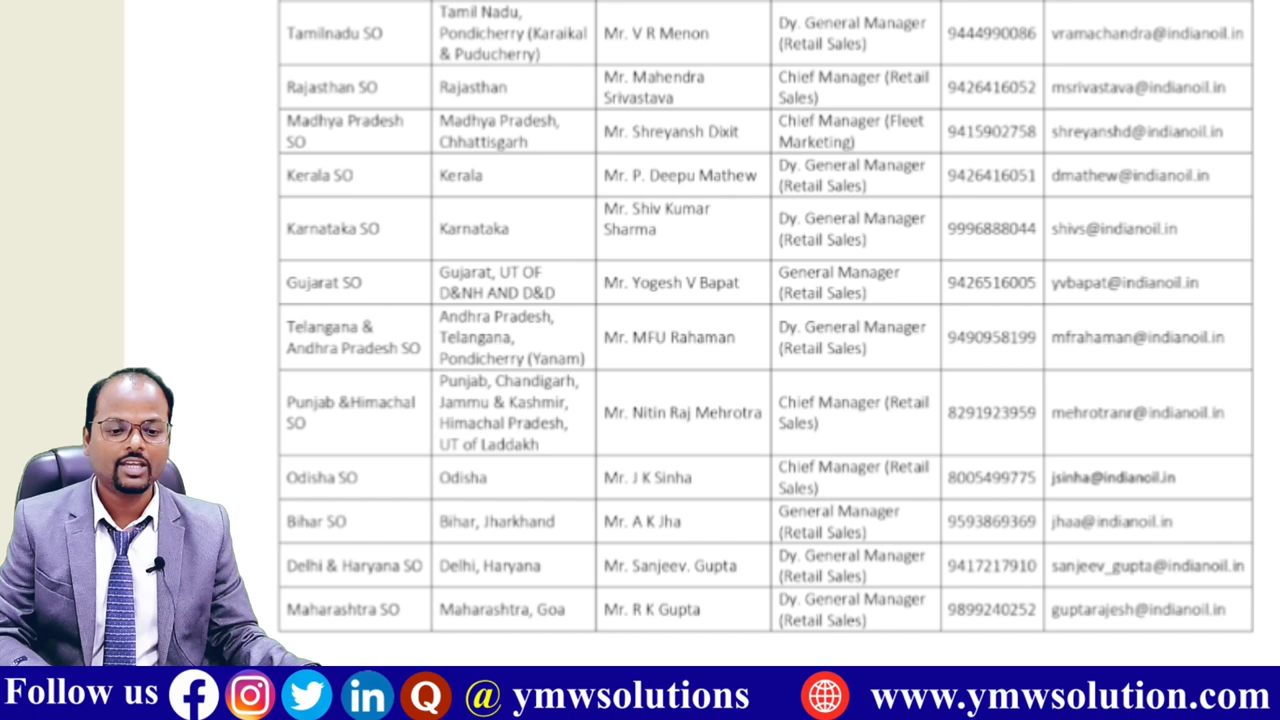 Tamilnadu SO
Tamil Nadu,
Pondicherry (Karaikal
& Puducherry)
Mr. V R Menon
Dy. General Manager
(Retail Sales)
9444990086
vramachandra@indianoil.in
Rajasthan SO
Rajasthan
Mr. Mahendra
Srivastava
Chief Manager (Retail
Sales)
9426416052
msrivastava@indianoil.in
Madhya Pradesh
SO
Madhya Pradesh,
Chhattisgarh
Mr. Shreyansh Dixit
Chief Manager (Fleet
Marketing)
9415902758
shreyanshd@indianoil.in
Kerala SO
Kerala
Mr. P. Deepu Mathew
Dy. General Manager
(Retail Sales)
9426416051
dmathew@indianoil.in
Karnataka SO
Karnataka
Mr. Shiv Kumar
Sharma
Dy. General Manager
(Retail Sales)
9996888044
shivs@indianoil.in
Gujarat SO
Gujarat, UT OF
D&NH AND D&D
Mr. Yogesh V Bapat
General Manager
(Retail Sales)
9426516005
yvbapat@indianoil.in
Telangana &
Andhra Pradesh SO
Andhra Pradesh,
Telangana,
Pondicherry (Yanam)
Mr. MFU Rahaman
Dy. General Manager
(Retail Sales)
9490958199
mfrahaman@indianoil.in
Punjab &Himachal
SO
Punjab, Chandigarh,
Jammu & Kashmir,
Himachal Pradesh,
UT of Laddakh
Mr. Nitin Raj Mehrotra
Chief Manager (Retail
Sales)
8291923959
mehrotranr@indianoil.in
Odisha SO
Odisha
Mr. J K Sinha
Chief Manager (Retail
Sales)
8005499775
jsinha@indianoil.in
Bihar SO
Bihar, Jharkhand
Mr. A K Jha
General Manager
(Retail Sales)
9593869369
jhaa@indianoil.in
Delhi & Haryana SO
Delhi, Haryana
Mr. Sanjeev. Gupta
Dy. General Manager
(Retail Sales)
9417217910
sanjeev_gupta@indianoil.in
Maharashtra SO
Maharashtra, Goa
Mr. R K Gupta
Dy. General Manager
(Retail Sales)
9899240252
guptarajesh@indianoil.in
Follow us @ ymwsolutions www.ymwsolution.com